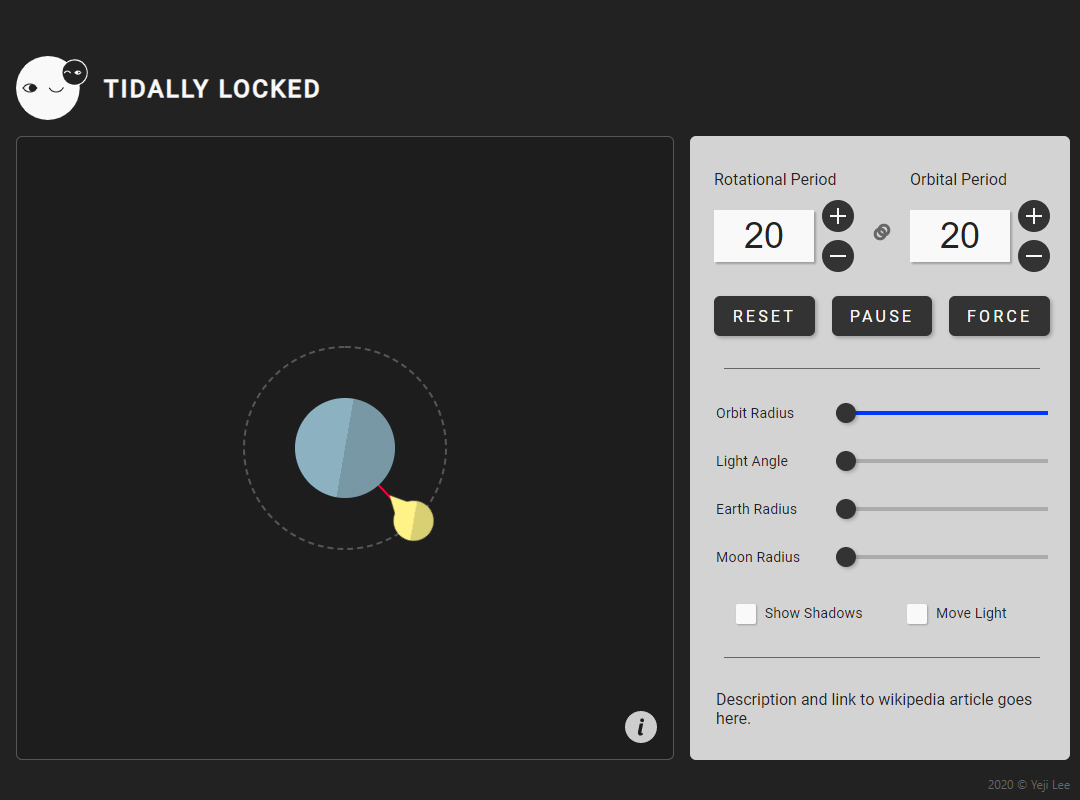 TIDALLY LOCKED
Rotational Period
Orbital Period
20
20
RESET
PAUSE
FORCE
Orbit Radius
Light Angle
Earth Radius
Moon Radius
Show Shadows
Move Light
Description and link to wikipedia article goes
here.
i
2020 © Yeji Lee